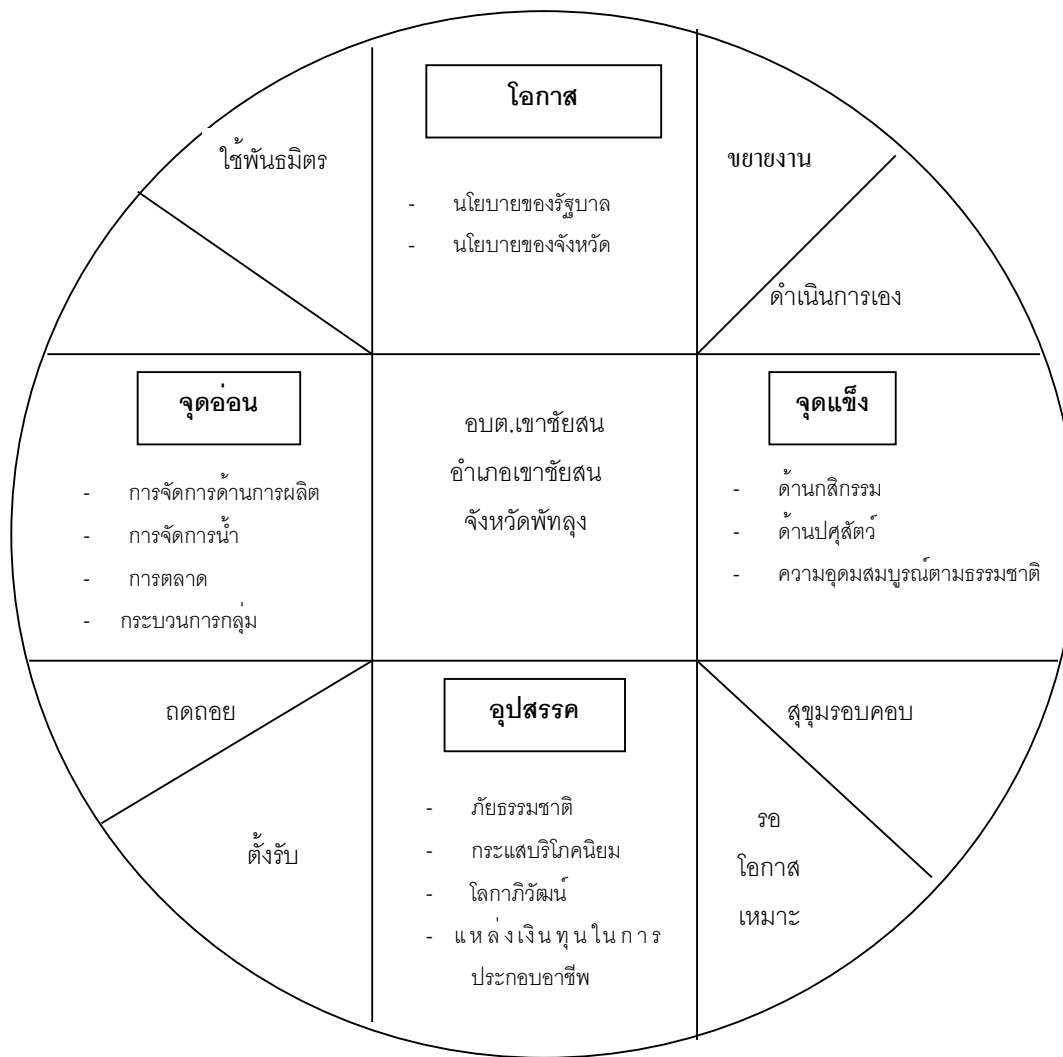 โอกาส
ใช้พันธมิตร
ขยายงาน
- นโยบายของรัฐบาล
- นโยบายของจังหวัด
ดำเนินการเอง
จุดอ่อน
จุดแข็ง
อบต.เขาชัยสน
อำเภอเขาชัยสน
จังหวัดพัทลุง
- การจัดการด้านการผลิต
- การจัดการน้ำ
- การตลาด
- กระบวนการกลุ่ม
- ด้านกสิกรรม
- ด้านปศุสัตว์
- ความอุดมสมบูรณ์ตามธรรมชาติ
ถดถอย
อุปสรรค
สุขุมรอบคอบ
ตั้งรับ
- ภัยธรรมชาติ
- กระแสบริโภคนิยม
- โลกาภิวัฒน์
- แหล่งเงินทุนในการ
ประกอบอาชีพ
รอ
โอกาส
เหมาะ